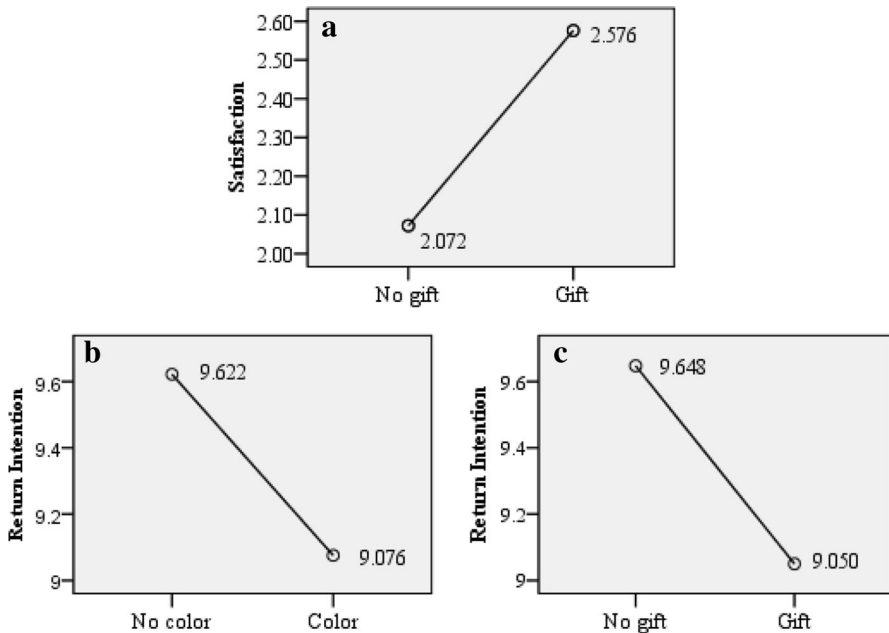 a
2.60
2.50
2.40
2.30
2.20
2.10
2.00
Satisfaction
2.576
2.072
No gift
Gift
b
9.6
9.4
9.2
9
Return Intention
9.622
9.076
No color
Color
c
9.6
9.4
9.2
9
Return Intention
9.648
9.050
No gift
Gift